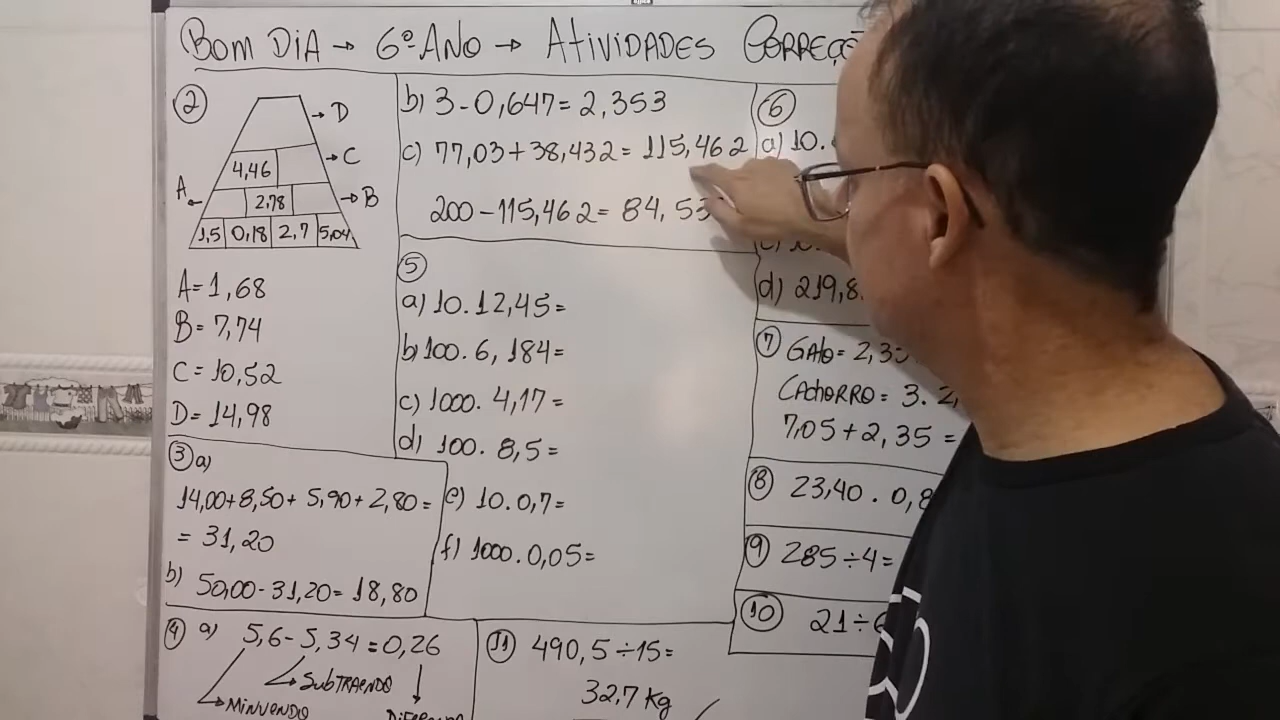 BOM DIA → 6º ANO → ATIVIDADES CORREÇÃ
②
→ D
→ C
4,46
A
2,78
→ B
1,5 0,18 2,7 5,04
A = 1,68
B = 7,74
C = 10,52
D = 14,98
③ a)
14,00 + 8,50 + 5,90 + 2,80 =
= 31,20
b) 50,00 - 31,20 = 18,80
④ a) 5,6 - 5,34 = 0,26
SUBTRAENDO
MINUENDO
b) 3 - 0,647 = 2,353
c) 77,03 + 38,432 = 115,462
200 - 115,462 = 84,53
⑤
a) 10.12,45 =
b) 100. 6, 184 =
c) 1000. 4,17 =
d) 100. 8,5 =
e) 10.0,7 =
f) 1000.0,05 =
⑪ 490,5 ÷ 15 =
32,7 Kg
⑥
a) 10.
d) 219,8
⑦ GATO = 2,35
CACHORRO = 3. 2,
7,05 + 2,35 =
⑧ 23,40 . 0,8
⑨ 285 ÷ 4 =
⑩ 21 ÷ 6